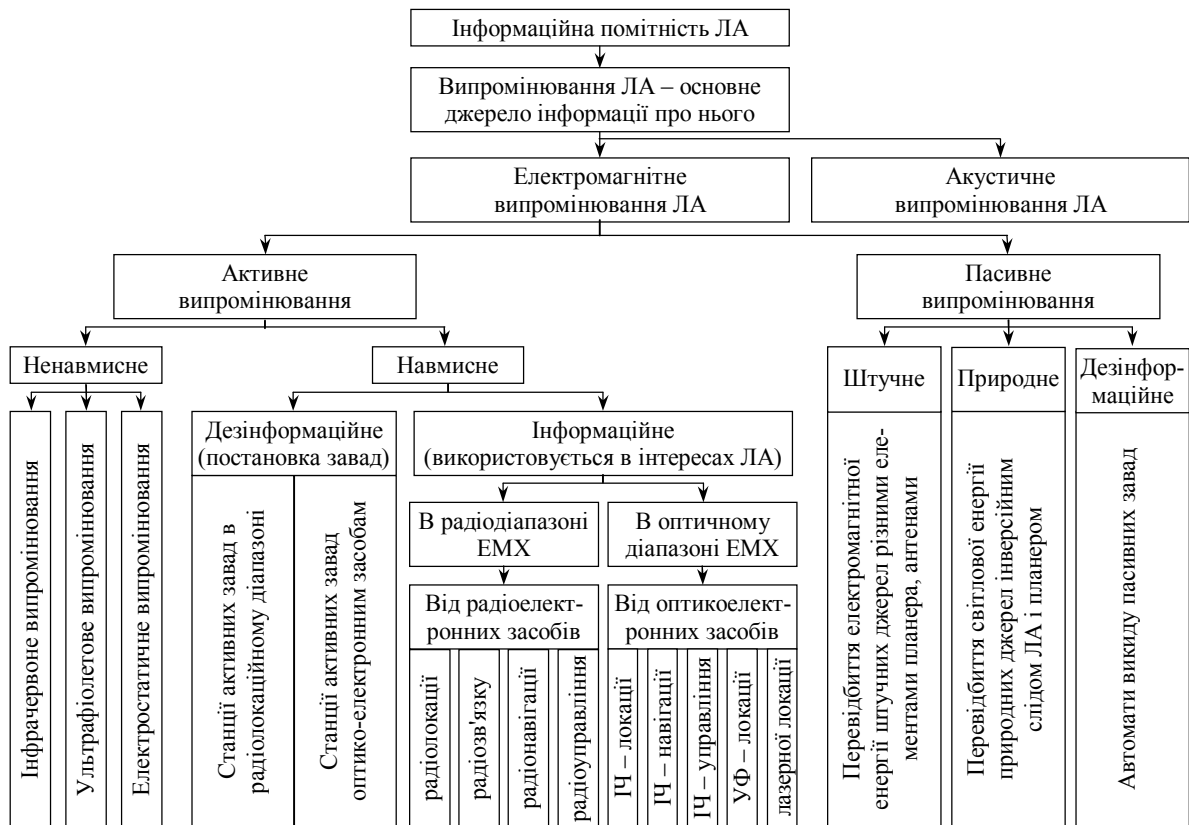 Інформаційна помітність ЛА
Випромінювання ЛА – основне
джерело інформації про нього
Електромагнітне
випромінювання ЛА
Акустичне
випромінювання ЛА
Активне
випромінювання
Пасивне
випромінювання
Ненавмисне
Навмисне
Штучне
Природне
Дезінфор-
маційне
Інфрачервоне випромінювання
Ультрафіолетове випромінювання
Електростатичне випромінювання
Дезінформаційне
(постановка завад)
Інформаційне
(використовується в інтересах ЛА)
Станції активних завад в
радіолокаційному діапазоні
Станції активних завад
оптико-електронним засобам
В радіодіапазоні
ЕМХ
В оптичному
діапазоні ЕМХ
Від радіоелект-
ронних засобів
Від оптикоелект-
ронних засобів
радіолокації
радіозв'язку
радіонавігації
радіоуправління
ІЧ – локації
ІЧ – навігації
ІЧ – управління
УФ – локації
лазерної локації
Перевідбиття електромагнітної
енергії штучних джерел різними еле-
ментами планера, антенами
Перевідбиття світлової енергії
природних джерел інверсійним
слідом ЛА і планером
Автомати викиду пасивних завад